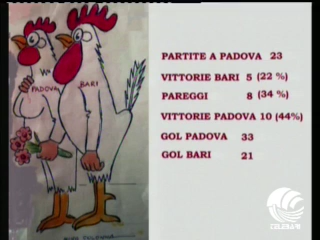 PADOVA
BARI
PARTITE A PADOVA 23
VITTORIE BARI 5 (22 %)
PAREGGI 8 (34 %)
VITTORIE PADOVA 10 (44%)
GOL PADOVA 33
GOL BARI 21